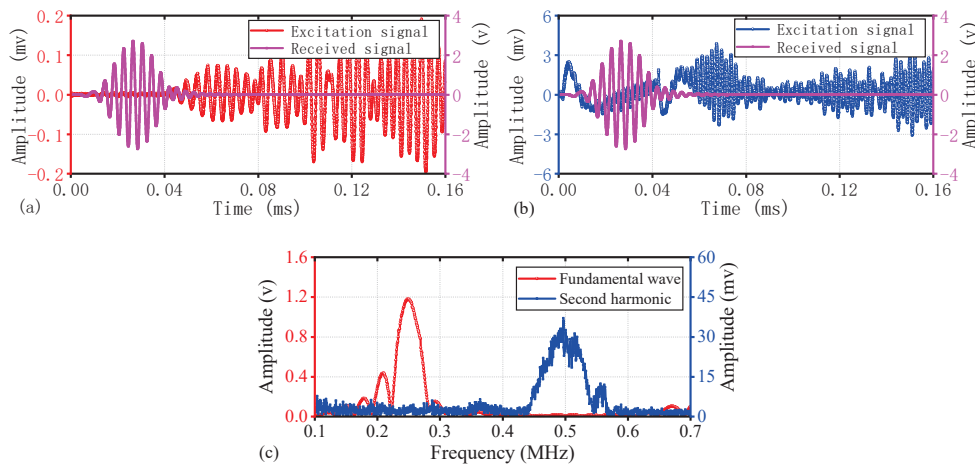 Amplitude (mv)
0.2
0.1
0.0
-0.1
-0.2
Excitation signal
Received signal
4
2
0
-2
-4
Amplitude (v)
0.00 0.04 0.08 0.12 0.16
Time (ms)
(a)
Amplitude (mv)
6
3
0
-3
-6
Excitation signal
Received signal
4
2
0
-2
-4
Amplitude (v)
0.00 0.04 0.08 0.12 0.16
Time (ms)
(b)
Amplitude (v)
1.6
1.2
0.8
0.4
0.0
Fundamental wave
Second harmonic
60
45
30
15
0
Amplitude (mv)
0.1 0.2 0.3 0.4 0.5 0.6 0.7
Frequency (MHz)
(c)